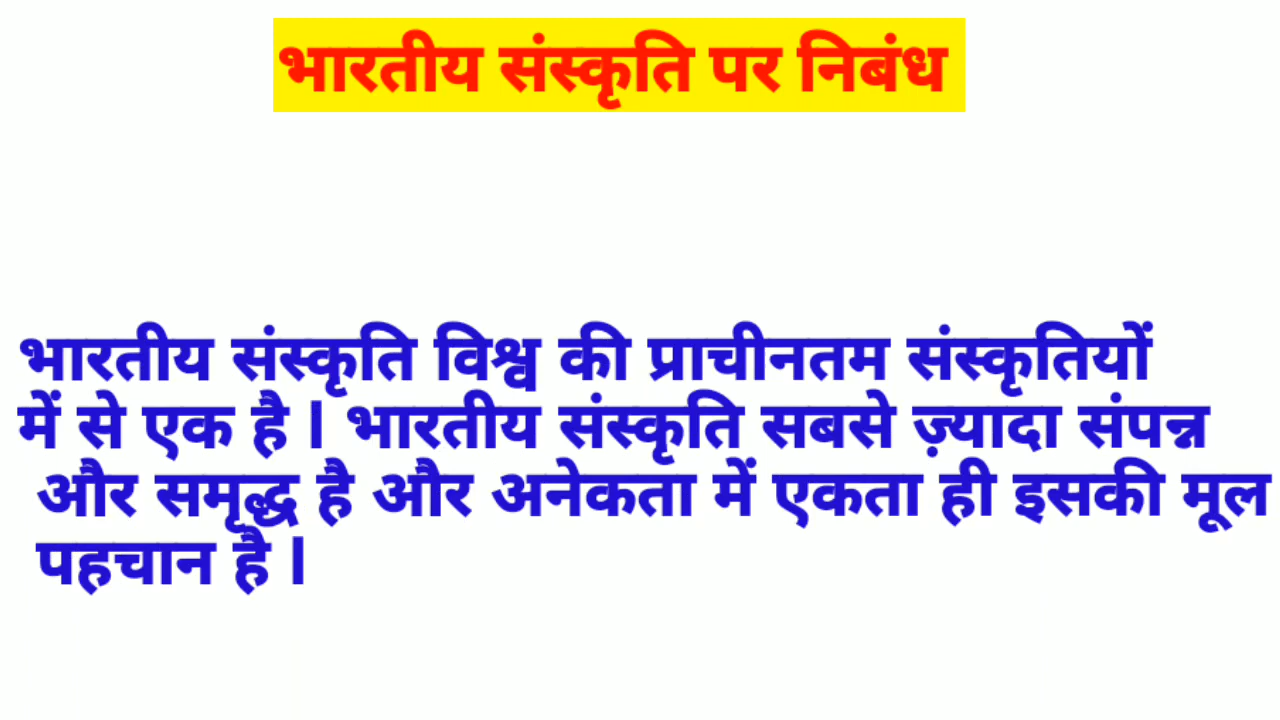 भारतीय संस्कृति पर निबंध
भारतीय संस्कृति विश्व की प्राचीनतम संस्कृतियों
में से एक है । भारतीय संस्कृति सबसे ज़्यादा संपन्न
और समृद्ध है और अनेकता में एकता ही इसकी मूल
पहचान है ।